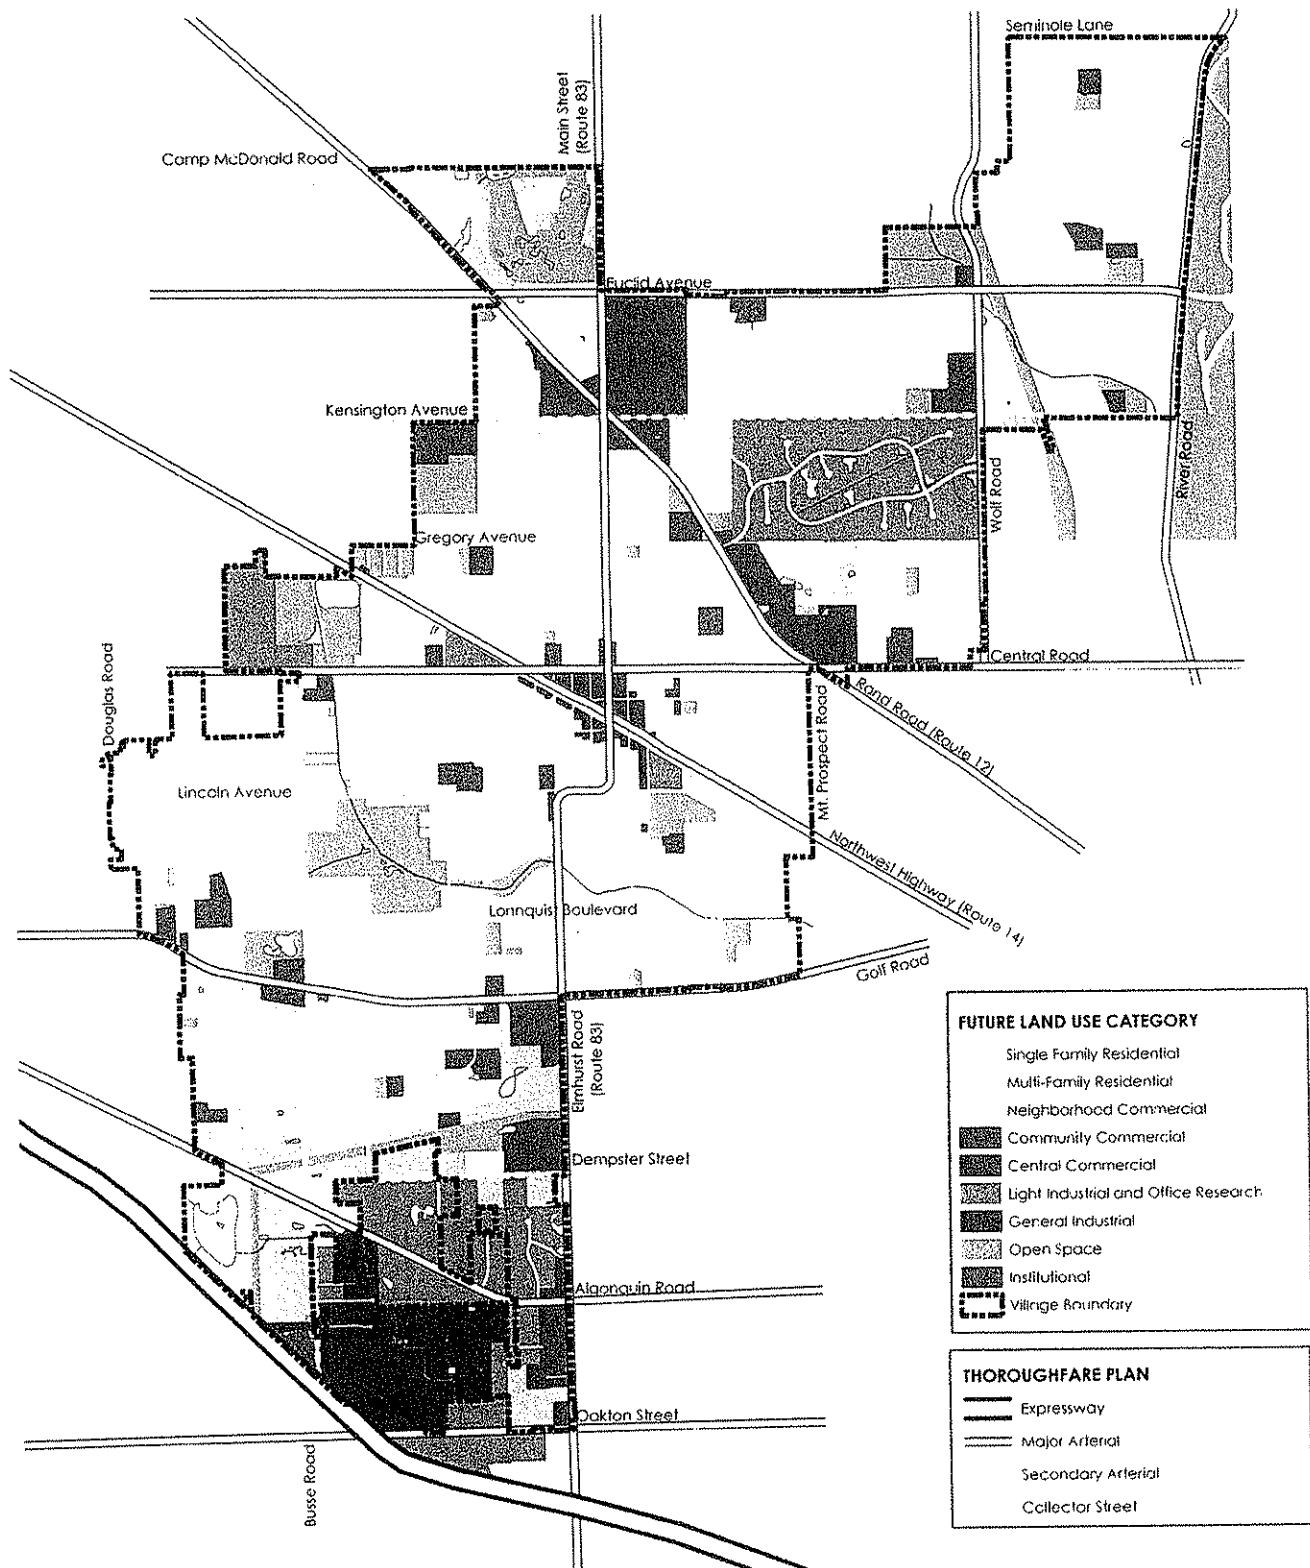 Seminole Lane
Main Street
(Route 83)
Camp McDonald Road
Euclid Avenue
Kensington Avenue
River Road
Wolf Road
Gregory Avenue
Central Road
Douglas Road
Rand Road (Route 12)
Mt. Prospect Road
Lincoln Avenue
Northwest Highway (Route 14)
Lonnquist Boulevard
Golf Road
Elmhurst Road
(Route 83)
Dempster Street
Algonquin Road
Oakton Street
Busse Road
FUTURE LAND USE CATEGORY
Single Family Residential
Multi-Family Residential
Neighborhood Commercial
Community Commercial
Central Commercial
Light Industrial and Office Research
General Industrial
Open Space
Institutional
Village Boundary
THOROUGHFARE PLAN
Expressway
Major Arterial
Secondary Arterial
Collector Street